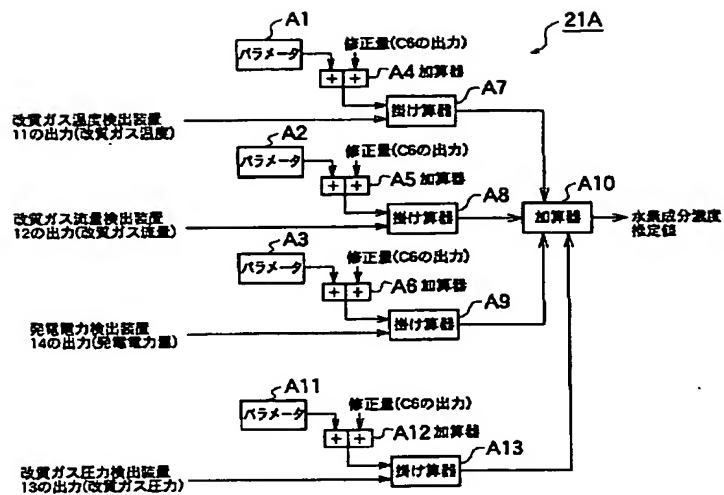 21A
A1
パラメータ
修正量(C6の出力)
+ +
A4 加算器
A7
掛け算器
改質ガス温度検出装置
11の出力(改質ガス温度)
A2
パラメータ
修正量(C6の出力)
+ +
A5 加算器
A8
掛け算器
A10
加算器
水素成分濃度
推定値
改質ガス流量検出装置
12の出力(改質ガス流量)
A3
パラメータ
修正量(C6の出力)
+ +
A6 加算器
A9
掛け算器
発電電力検出装置
14の出力(発電電力量)
A11
パラメータ
修正量(C6の出力)
+ +
A12 加算器
A13
掛け算器
改質ガス圧力検出装置
13の出力(改質ガス圧力)